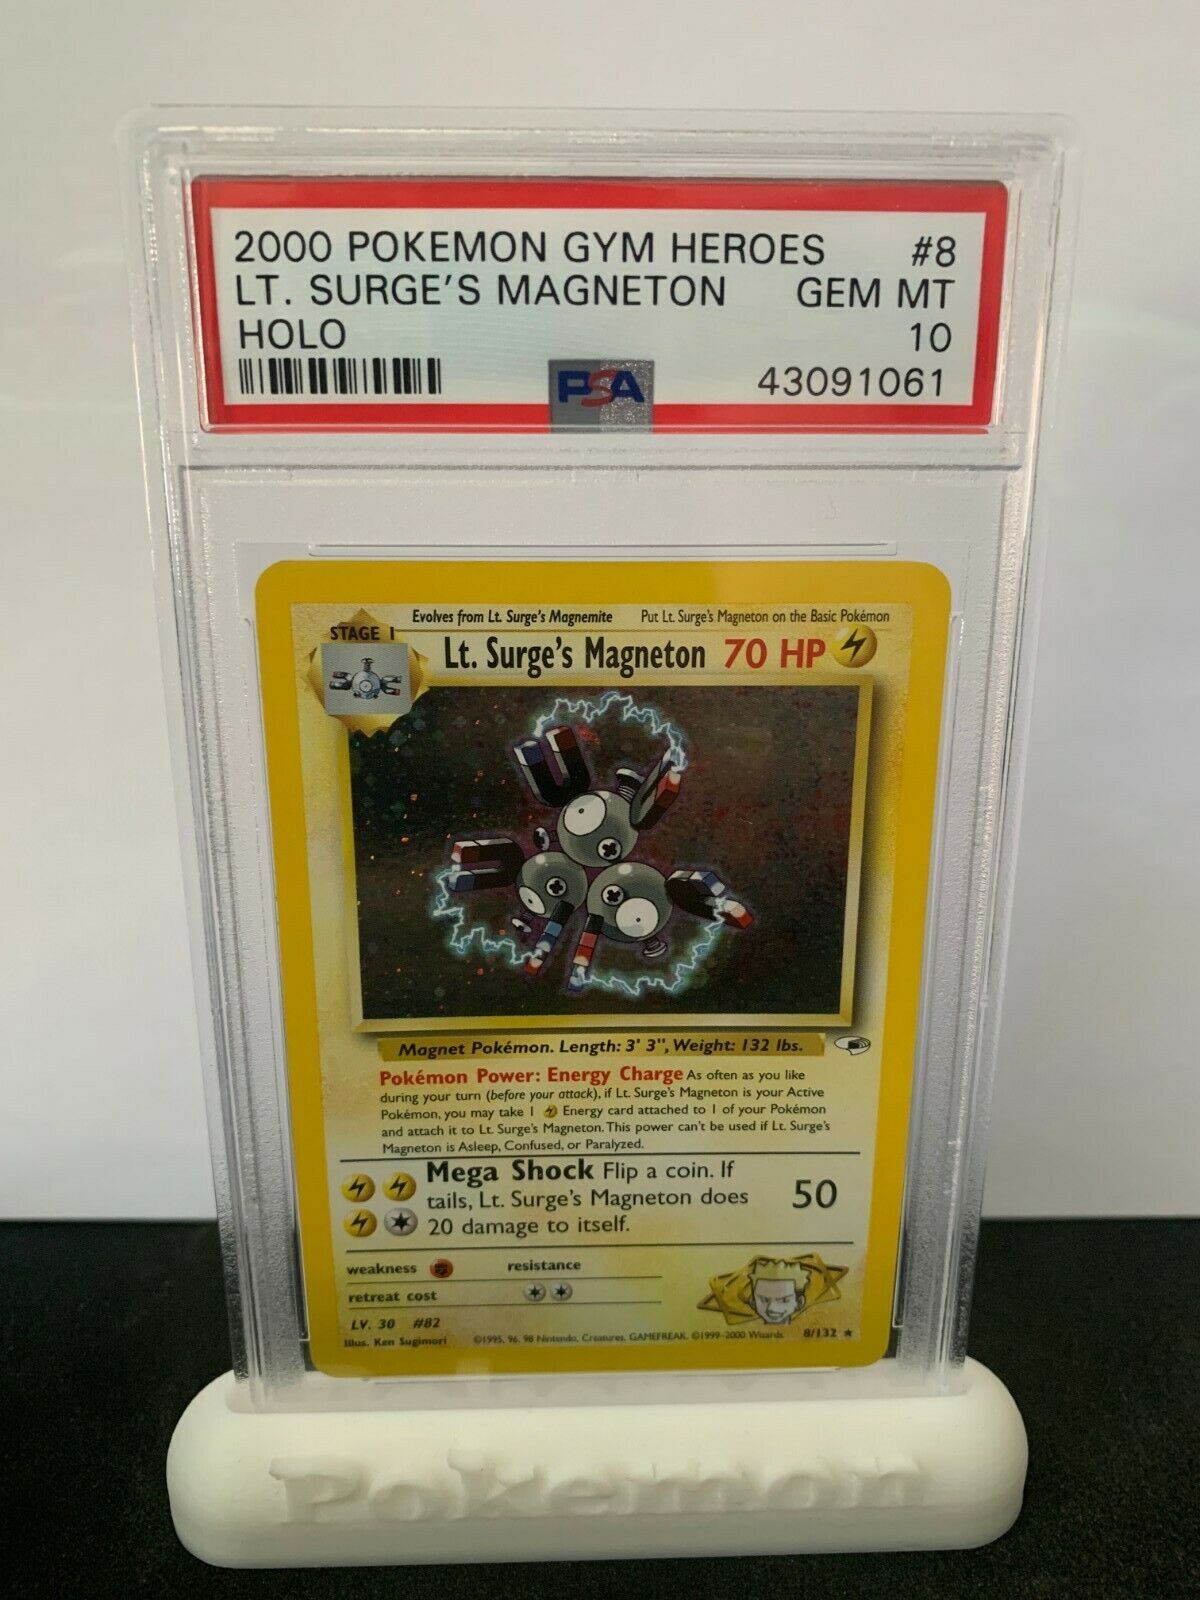 2000 POKEMON GYM HEROES #8
LT. SURGE'S MAGNETON GEM MT
HOLO 10
PSA 43091061
Evolves from Lt. Surge's Magnemite Put Lt. Surge's Magneton on the Basic Pokémon
STAGE 1
Lt. Surge's Magneton 70 HP
Magnet Pokémon. Length: 3' 3", Weight: 132 lbs.
Pokémon Power: Energy Charge As often as you like
during your turn (before your attack), if Lt. Surge's Magneton is your Active
Pokémon, you may take 1 Energy card attached to 1 of your Pokémon
and attach it to Lt. Surge's Magneton. This power can't be used if Lt. Surge's
Magneton is Asleep, Confused, or Paralyzed.
Mega Shock Flip a coin. If
tails, Lt. Surge's Magneton does 50
20 damage to itself.
weakness resistance
retreat cost
LV. 30 #82
Illus. Ken Sugimori ©1995, 96, 98 Nintendo, Creatures, GAMEFREAK. ©1999-2000 Wizards. 8/132 ★
Pokemon